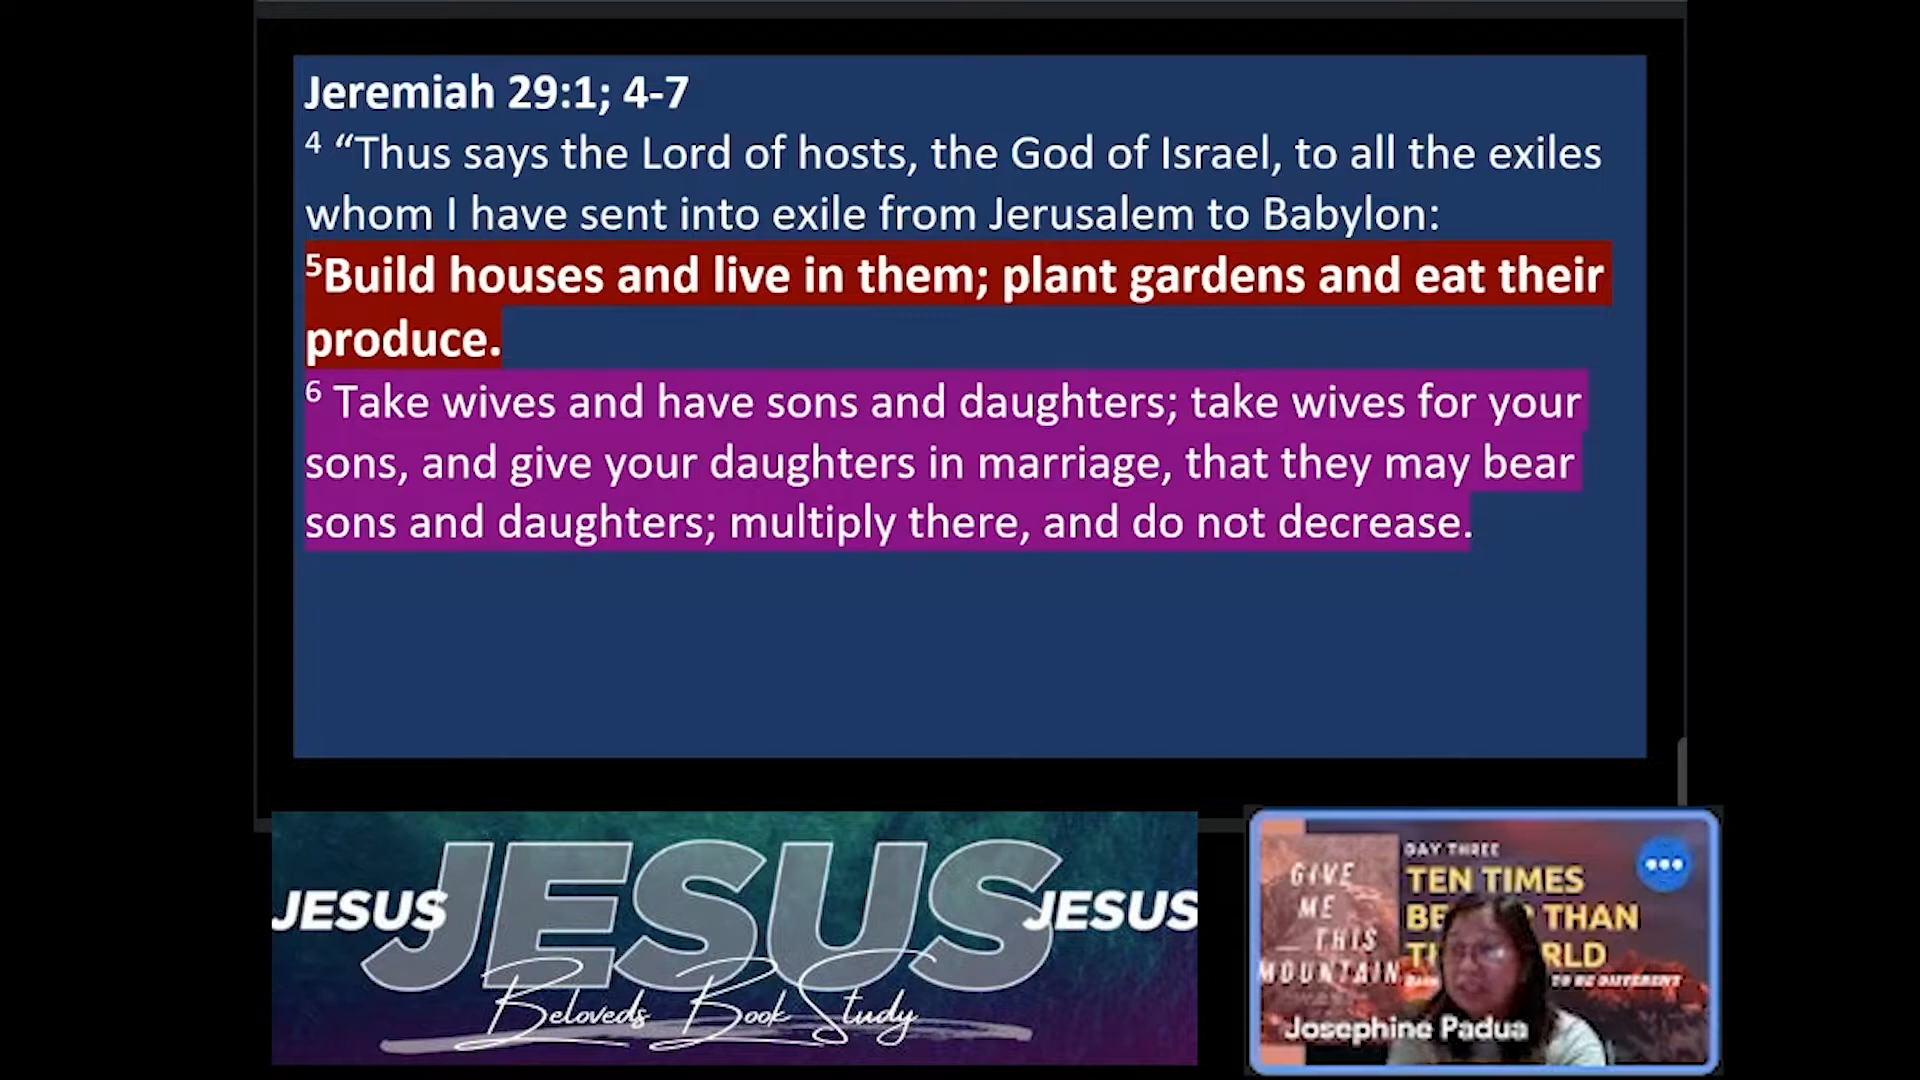 Jeremiah 29:1; 4-7
4 “Thus says the Lord of hosts, the God of Israel, to all the exiles
whom I have sent into exile from Jerusalem to Babylon:
5Build houses and live in them; plant gardens and eat their
produce.
6 Take wives and have sons and daughters; take wives for your
sons, and give your daughters in marriage, that they may bear
sons and daughters; multiply there, and do not decrease.
JESUS JESUS JESUS
Beloveds Book Study
GIVE
ME
THIS
MOUNTAIN
DAY THREE
TEN TIMES
THAN
TO BE DIFFERENT
Josephine Padua